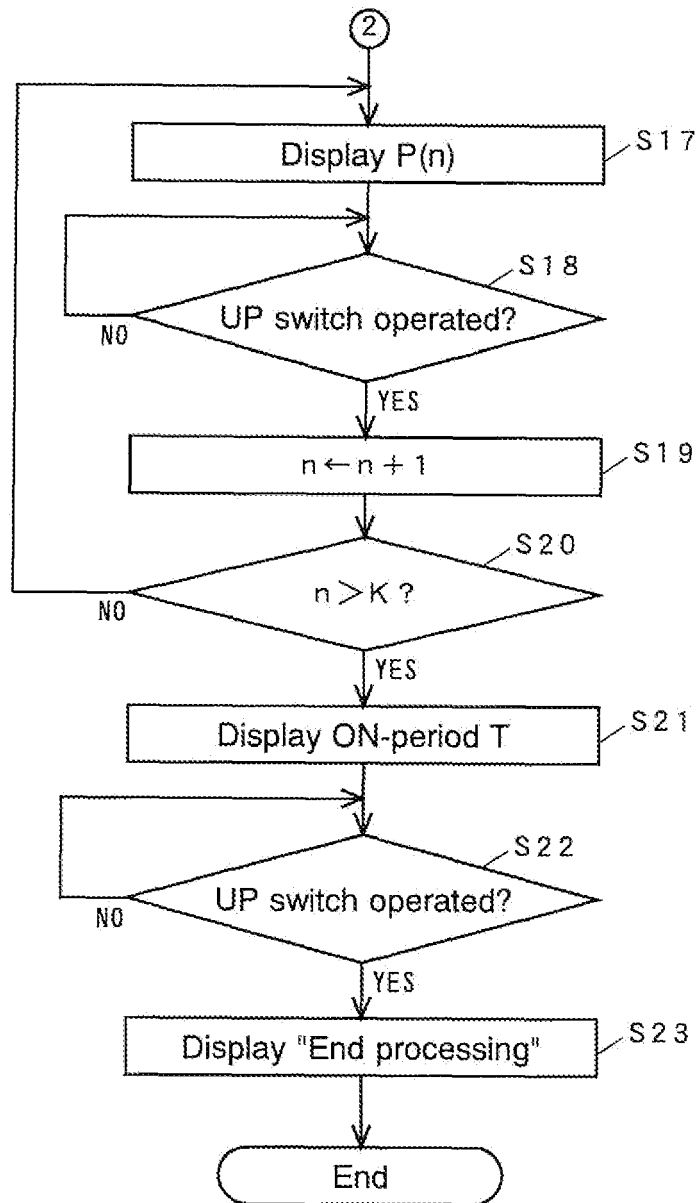 2
Display P(n)
S17
S18
UP switch operated?
NO
YES
n←n+1
S19
S20
n>K?
NO
YES
Display ON-period T
S21
S22
UP switch operated?
NO
YES
Display "End processing"
S23
End